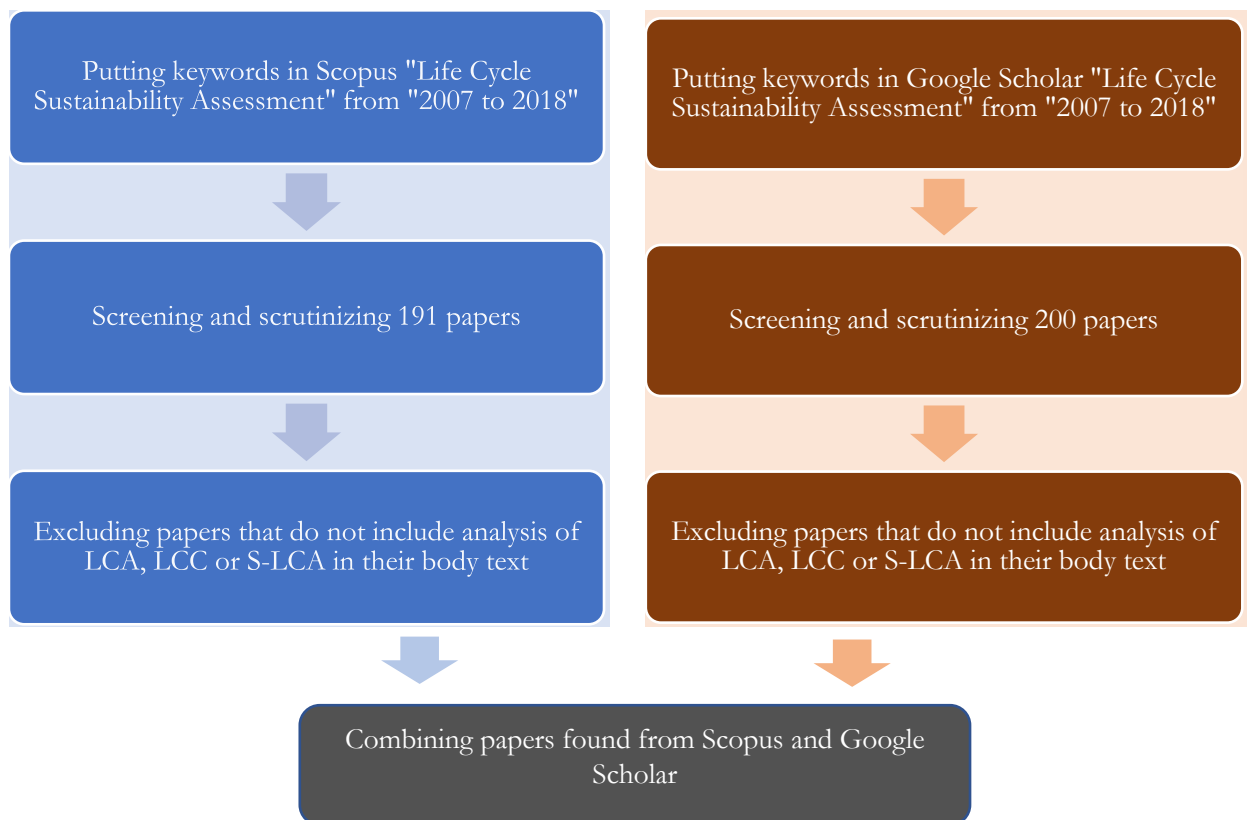 Putting keywords in Scopus "Life Cycle
Sustainability Assessment" from "2007 to 2018"
Screening and scrutinizing 191 papers
Excluding papers that do not include analysis of
LCA, LCC or S-LCA in their body text
Putting keywords in Google Scholar "Life Cycle
Sustainability Assessment" from "2007 to 2018"
Screening and scrutinizing 200 papers
Excluding papers that do not include analysis of
LCA, LCC or S-LCA in their body text
Combining papers found from Scopus and Google
Scholar